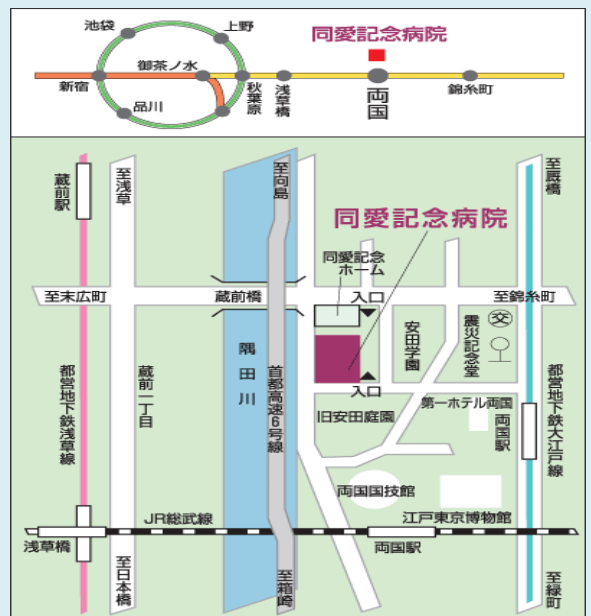 池袋
上野
同愛記念病院
御茶ノ水
新宿
品川
秋葉原
浅草橋
両国
錦糸町
蔵前駅
至浅草
至向島
至厩橋
同愛記念病院
同愛記念
ホーム
至末広町
蔵前橋
入口
至錦糸町
安田学園
震災記念堂
交
隅田川
首都高速6号線
都営地下鉄浅草線
蔵前一丁目
入口
旧安田庭園
第一ホテル両国
両国駅
都営地下鉄大江戸線
両国国技館
JR総武線
江戸東京博物館
浅草橋
両国駅
至日本橋
至箱崎
至緑町